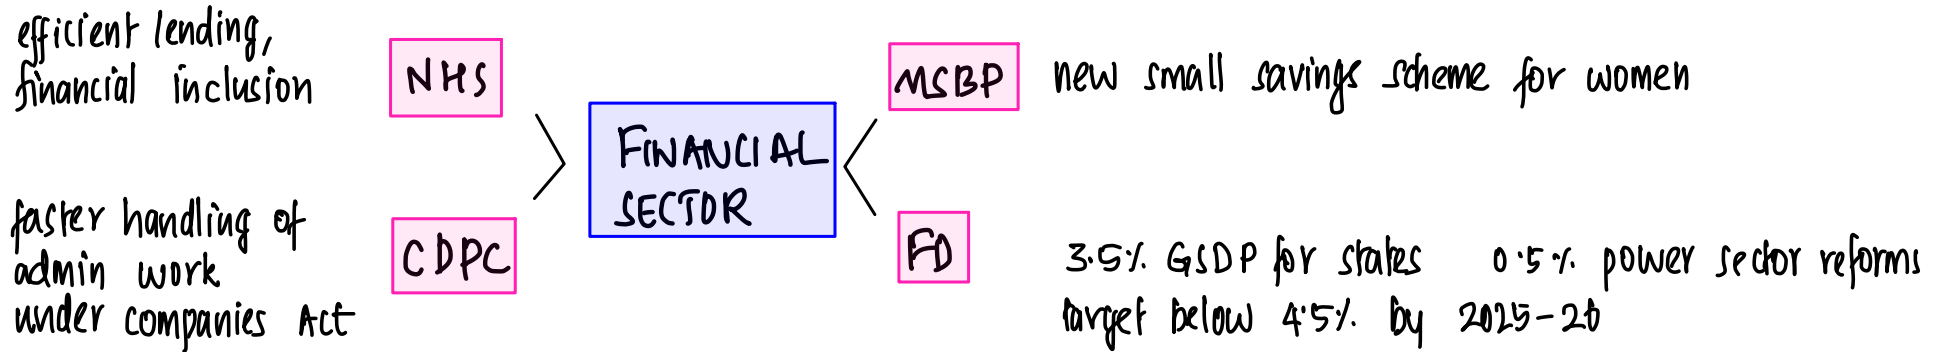 efficient lending,
financial inclusion
NHS
faster handling of
admin work
under companies Act
CDPC
FINANCIAL
SECTOR
MSBP
new small savings scheme for women
FD
3.5% GSDP for states 0.5% power sector reforms
target below 4.5% by 2025-26